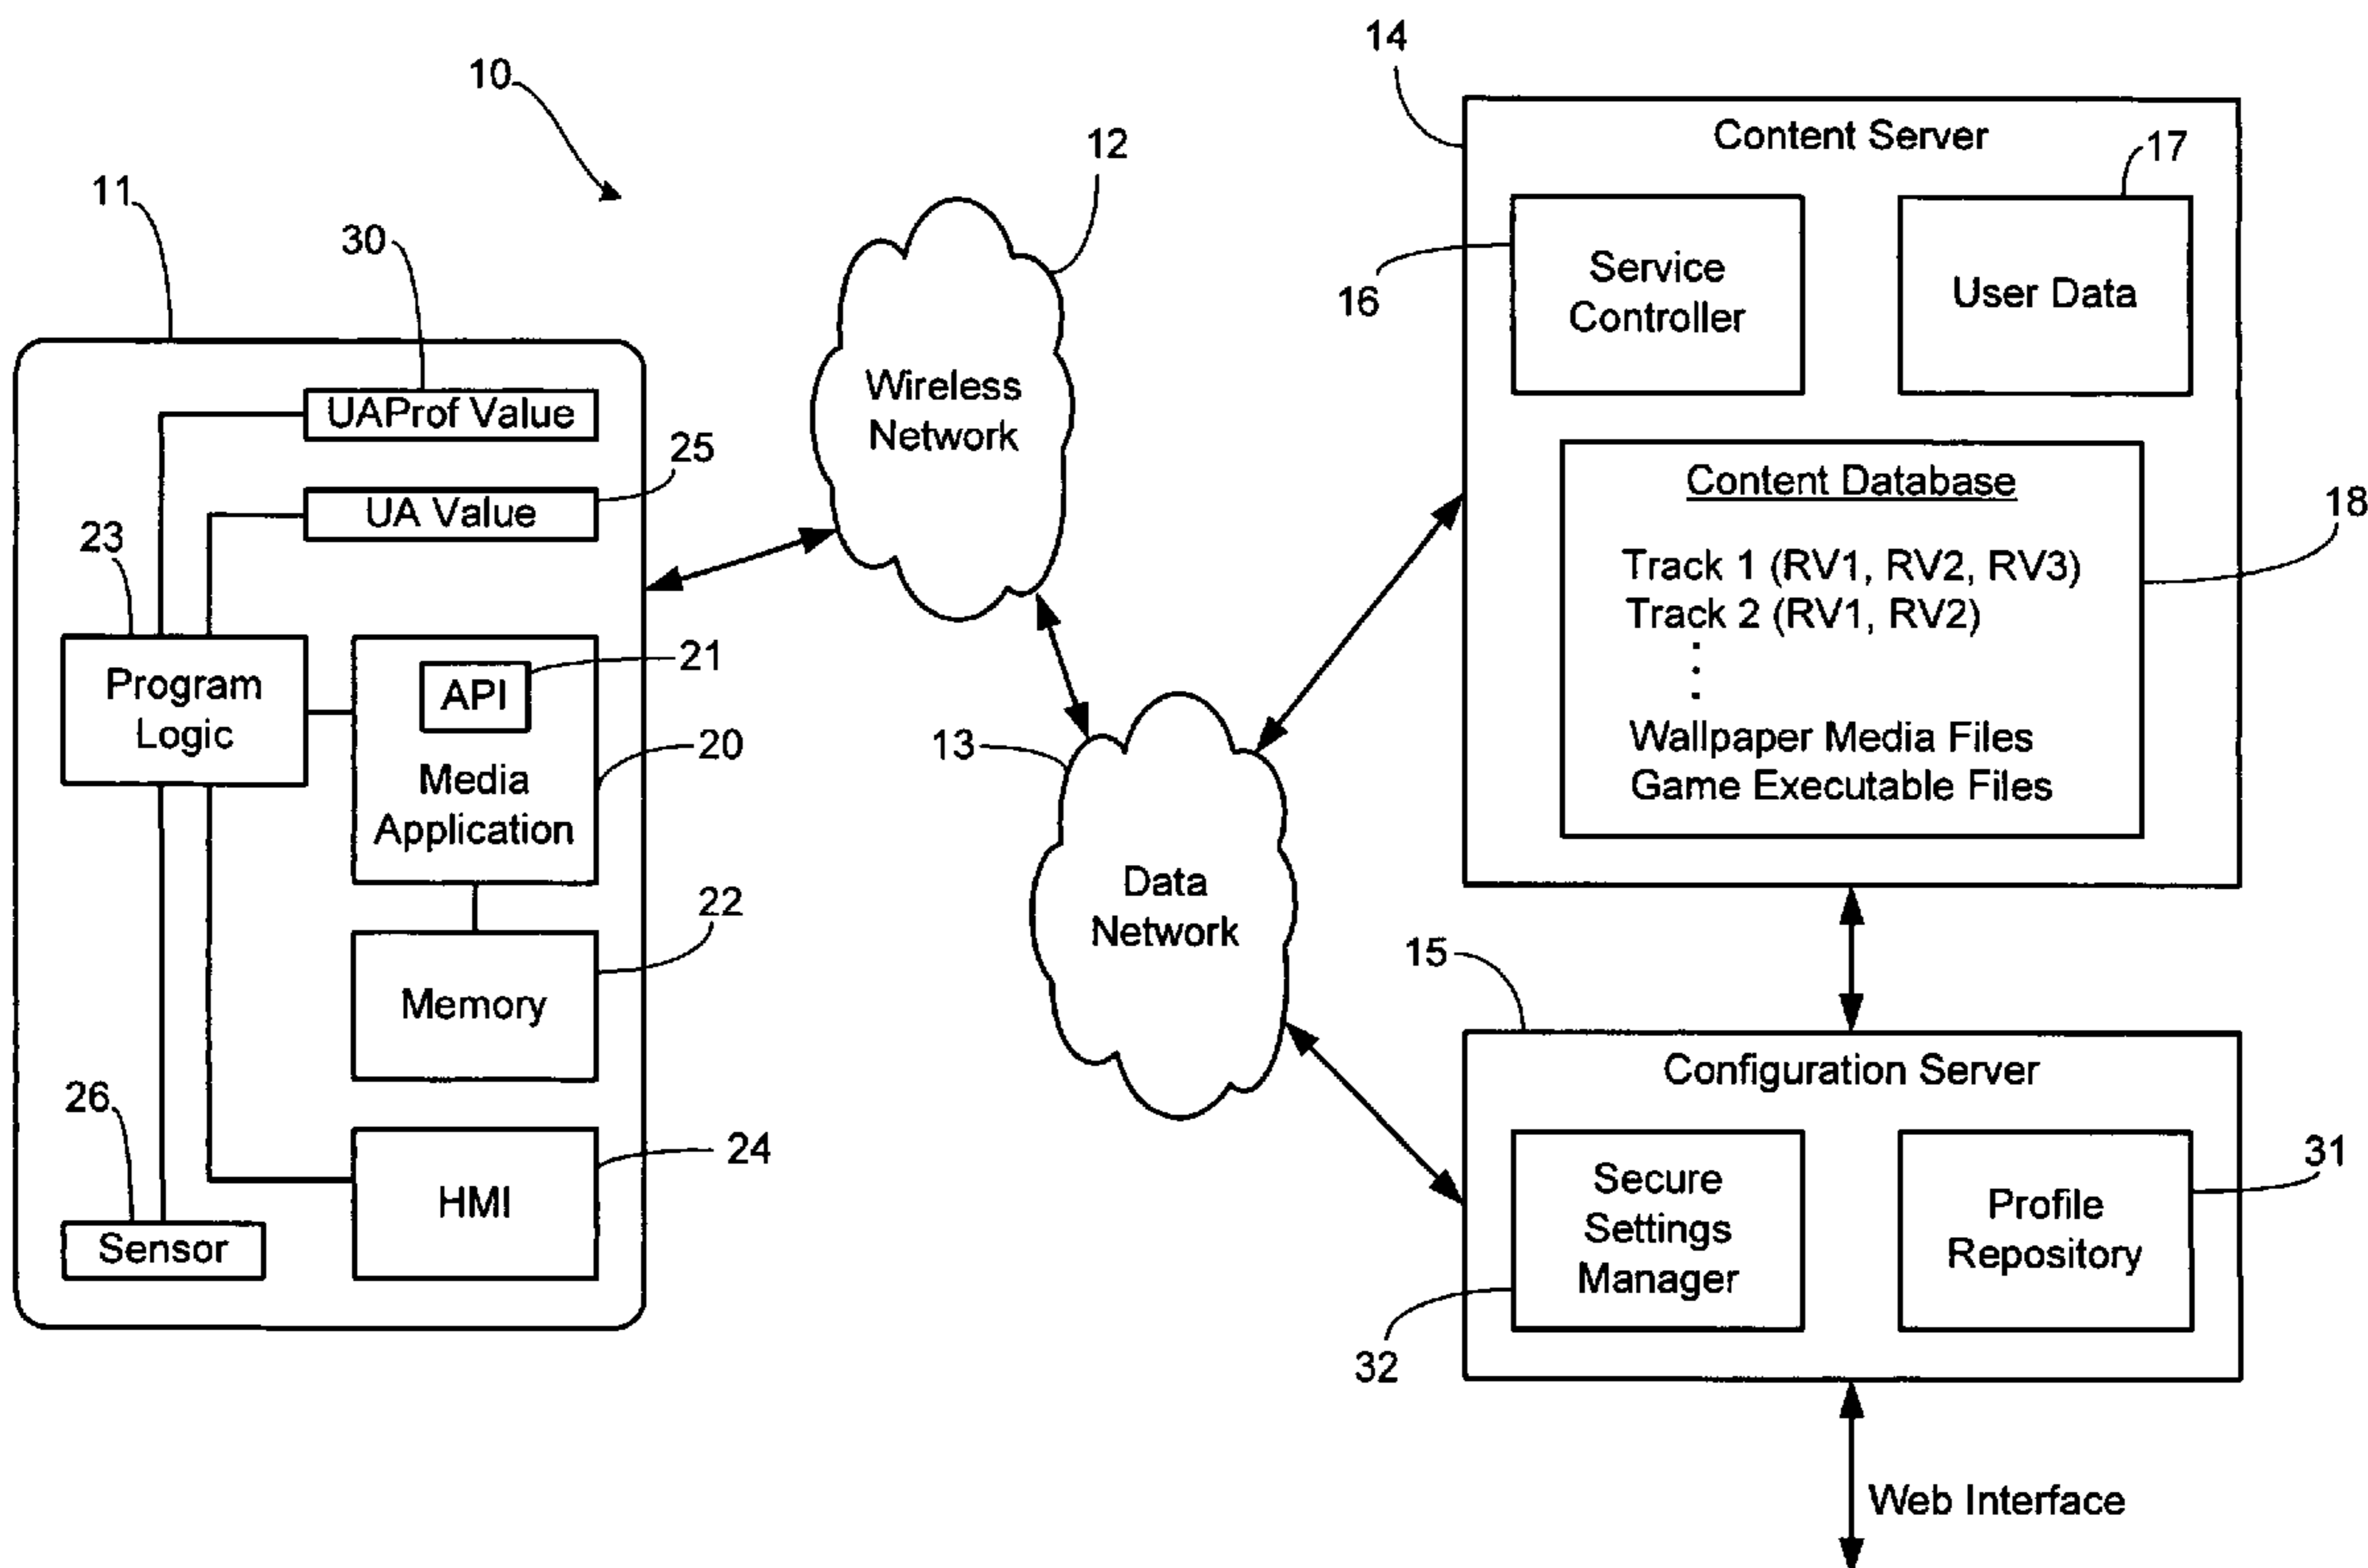 10
11
30
UAProf Value
25
UA Value
23
Program
Logic
21
API
20
Media
Application
22
Memory
26
Sensor
24
HMI
12
Wireless
Network
13
Data
Network
14
Content Server
16
Service
Controller
17
User Data
18
Content Database
Track 1 (RV1, RV2, RV3)
Track 2 (RV1, RV2)
Wallpaper Media Files
Game Executable Files
15
Configuration Server
32
Secure
Settings
Manager
31
Profile
Repository
Web Interface